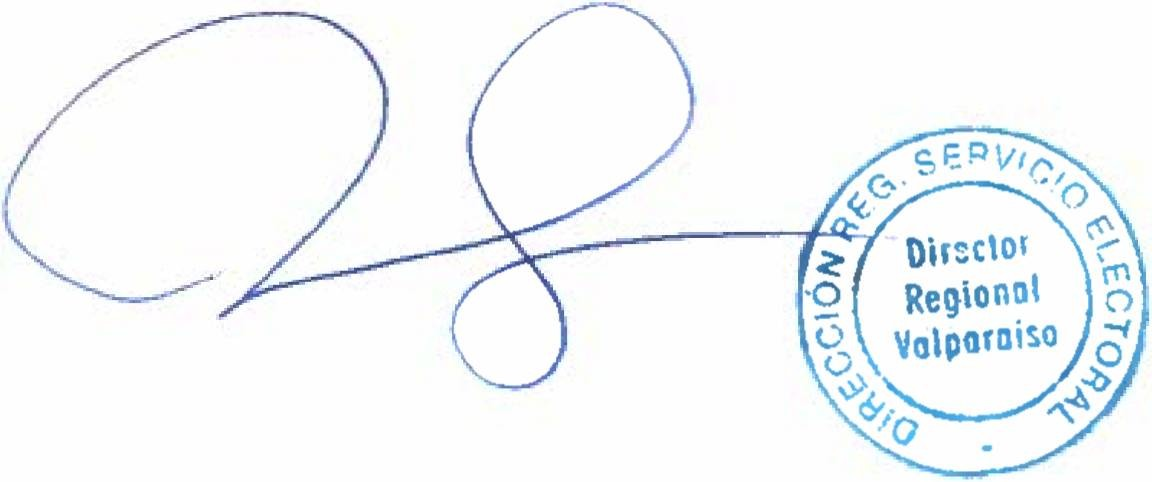 DIRECCIÓN REG. SERVICIO ELECTORAL
Director
Regional
Valparaiso